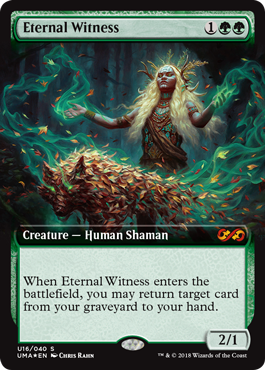 Eternal Witness 1
Creature — Human Shaman
When Eternal Witness enters the
battlefield, you may return target card
from your graveyard to your hand.
2/1
U16/040 S
UMA★EN Chris Rahn
™ & © 2018 Wizards of the Coast